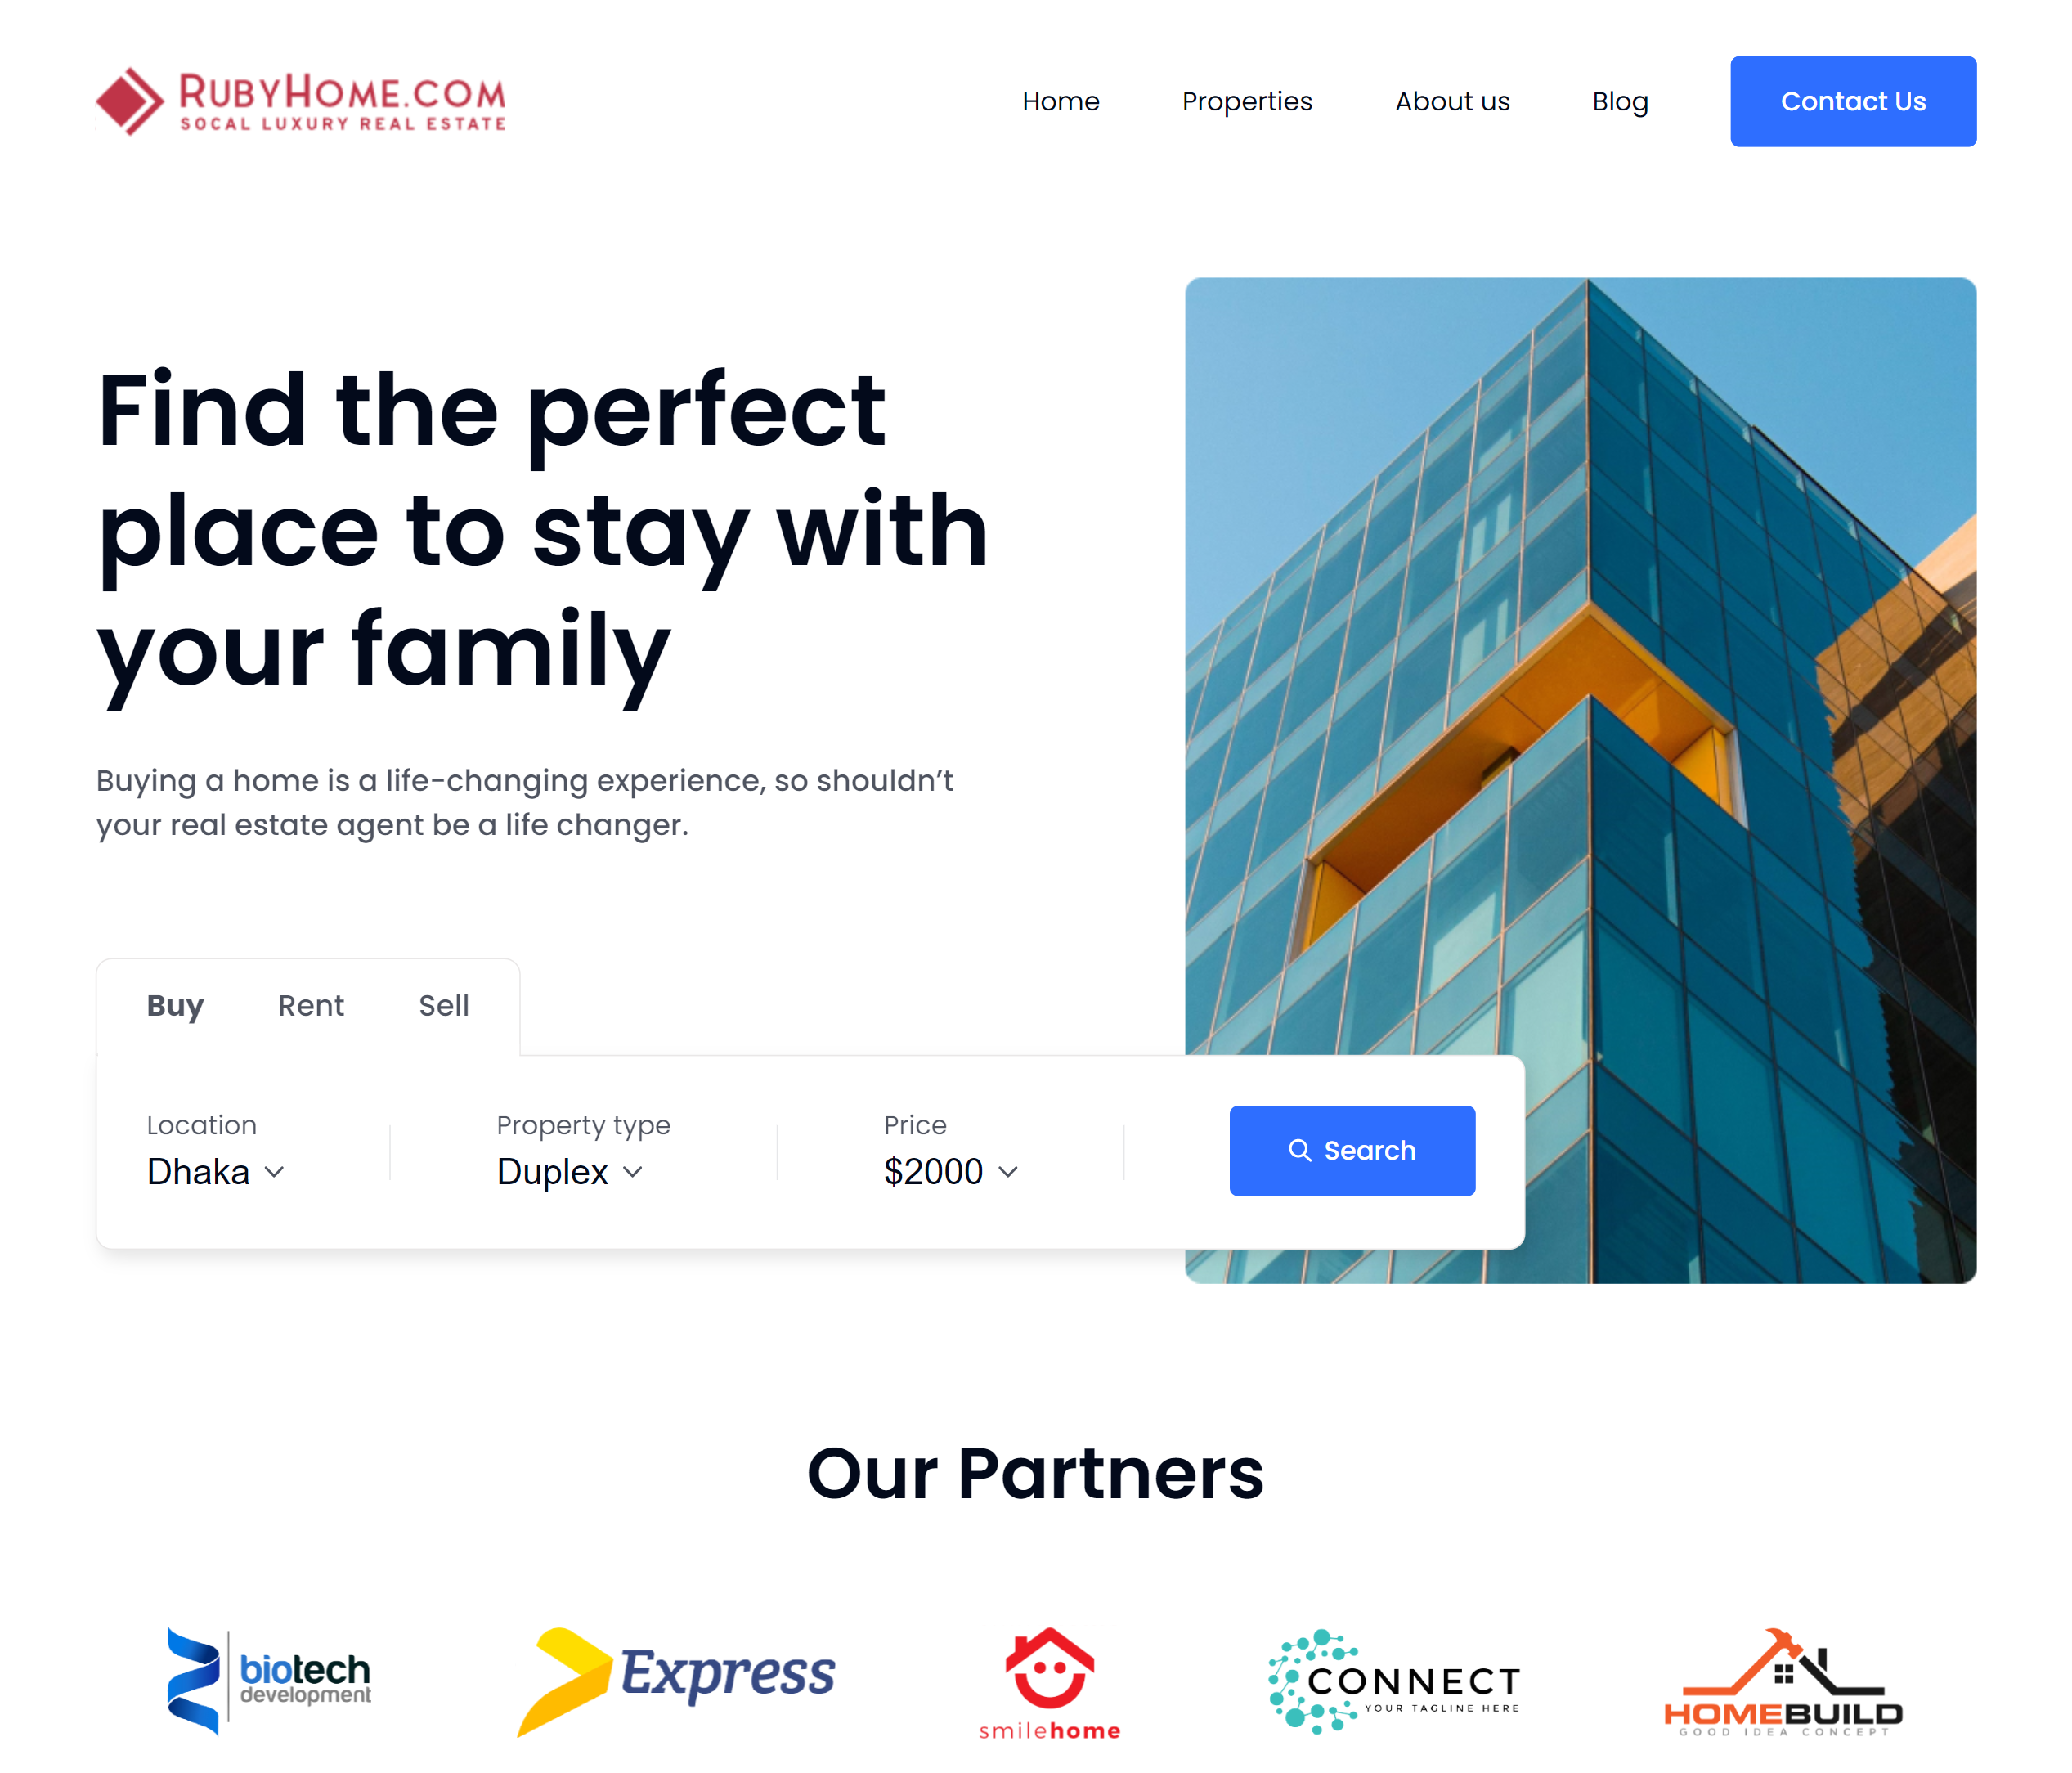 RubyHome.com
SOCAL LUXURY REAL ESTATE
Home
Properties
About us
Blog
Contact Us
Find the perfect
place to stay with
your family
Buying a home is a life-changing experience, so shouldn’t
your real estate agent be a life changer.
Buy
Rent
Sell
Location
Dhaka
Property type
Duplex
Price
$2000
Search
Our Partners
biotech
development
Express
smilehome
CONNECT
YOUR TAGLINE HERE
HOMEBUILD
GOOD IDEA CONCEPT